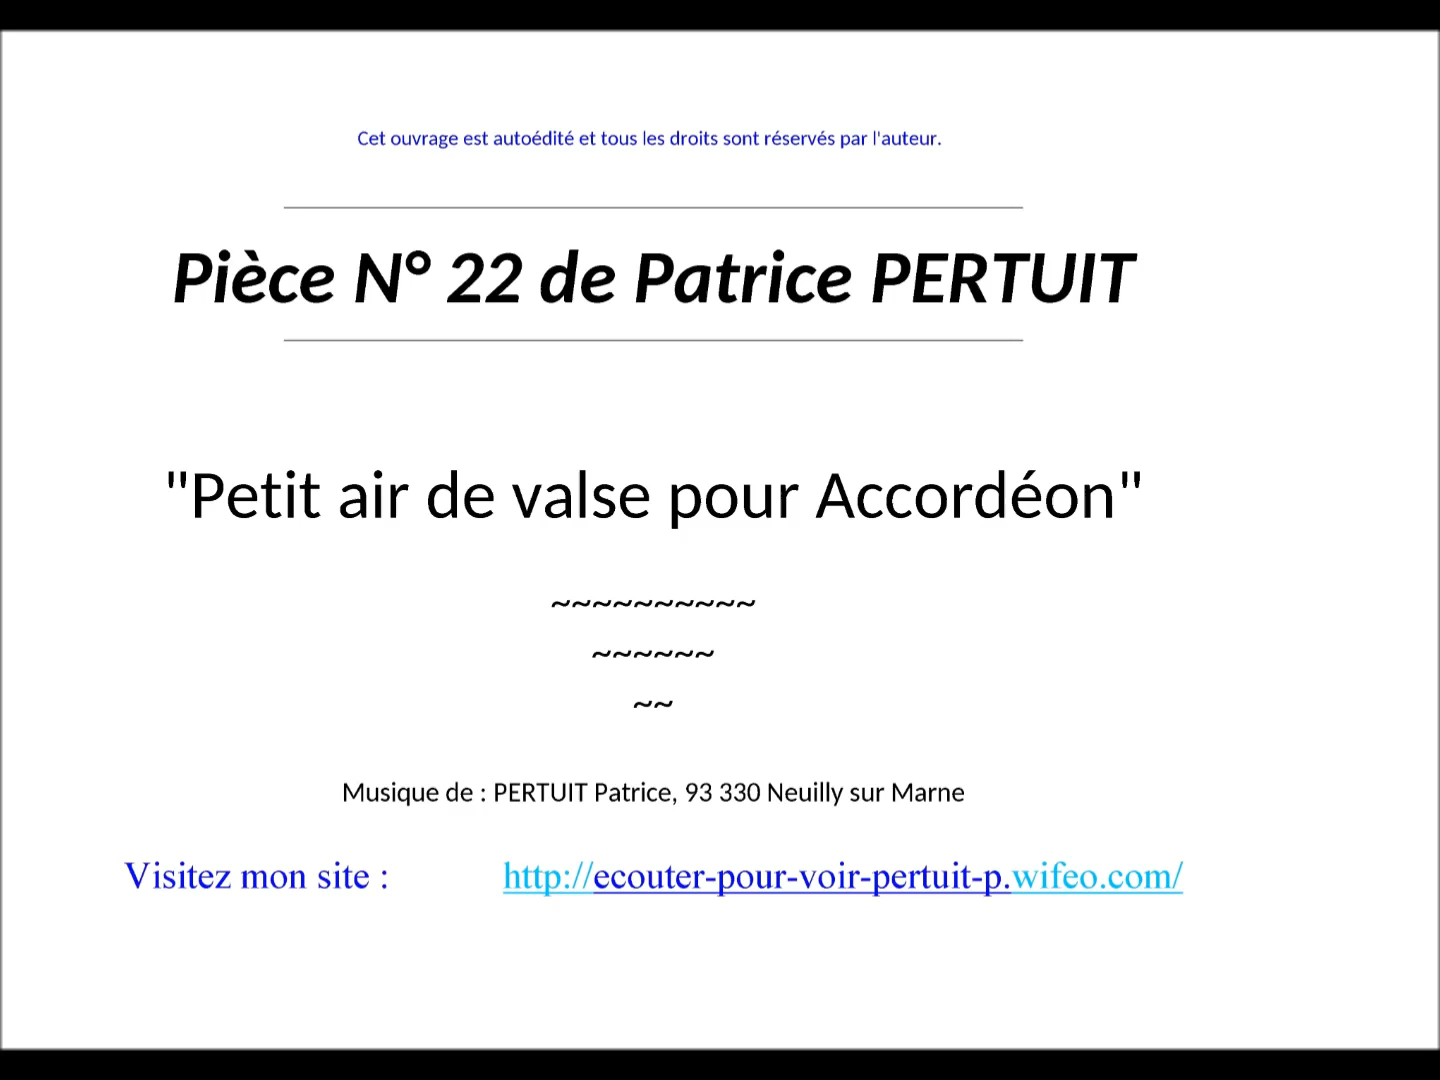 Cet ouvrage est autoédité et tous les droits sont réservés par l'auteur.
Pièce N° 22 de Patrice PERTUIT
"Petit air de valse pour Accordéon"
~~~~~~~~~~
~~~~~~
~~
Musique de : PERTUIT Patrice, 93 330 Neuilly sur Marne
Visitez mon site : http://ecouter-pour-voir-pertuit-p.wifeo.com/